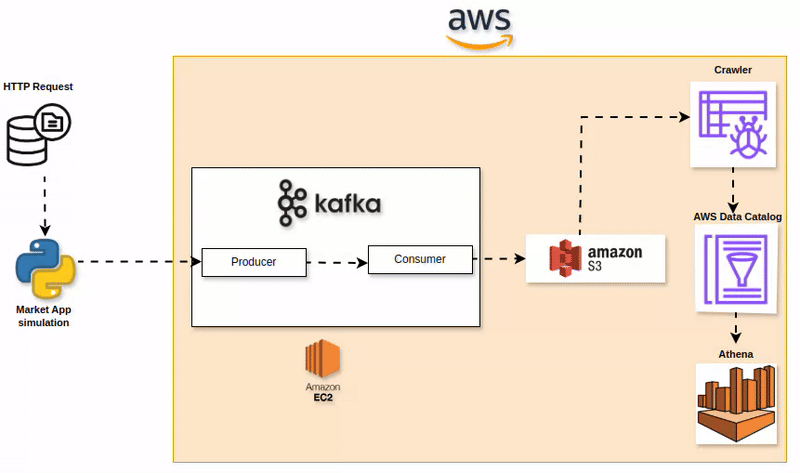 aws
HTTP Request
Crawler
kafka
Producer
Consumer
amazon
S3
AWS Data Catalog
Market App
simulation
Amazon
EC2
Athena